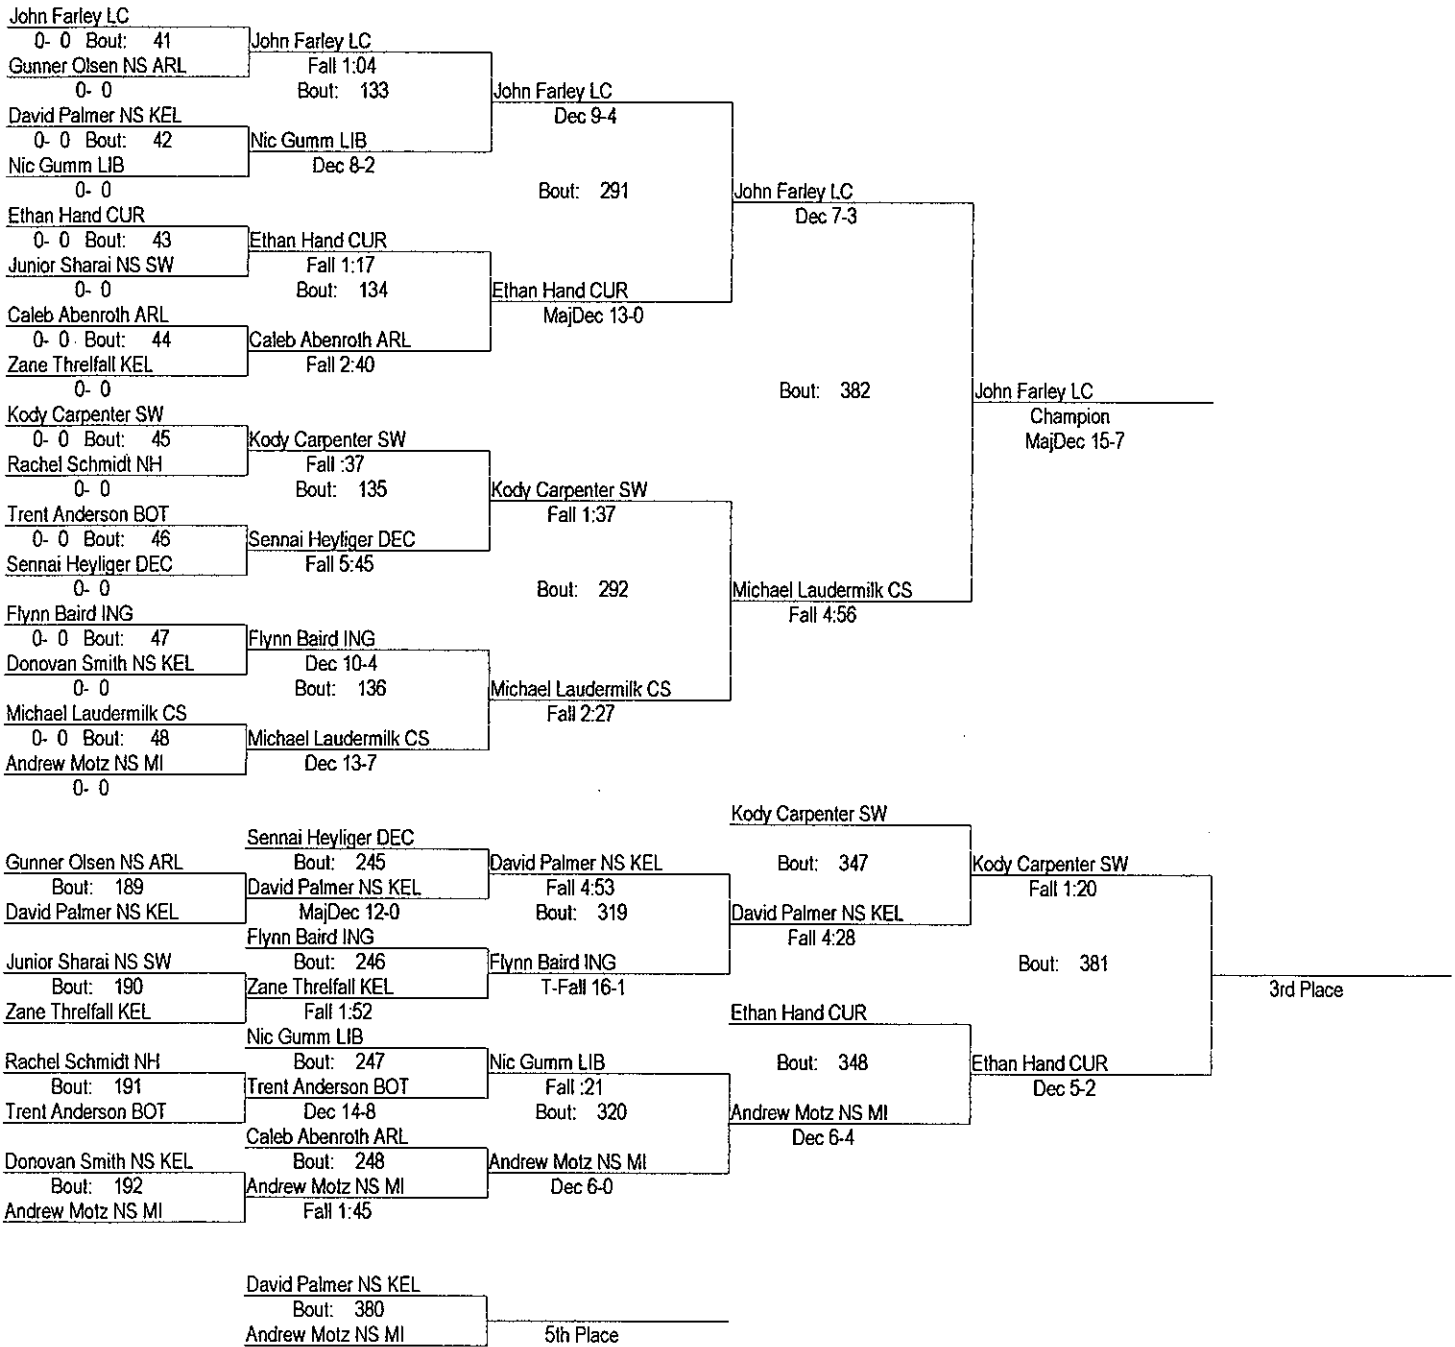 John Farley LC
0- 0 Bout: 41
John Farley LC
Gunner Olsen NS ARL
Fall 1:04
0- 0
Bout: 133
John Farley LC
David Palmer NS KEL
Dec 9-4
0- 0 Bout: 42
Nic Gumm LIB
Nic Gumm LIB
Dec 8-2
0- 0
Bout: 291
John Farley LC
Ethan Hand CUR
Dec 7-3
0- 0 Bout: 43
Ethan Hand CUR
Junior Sharai NS SW
Fall 1:17
0- 0
Bout: 134
Ethan Hand CUR
Caleb Abenroth ARL
MajDec 13-0
0- 0 Bout: 44
Caleb Abenroth ARL
Zane Threlfall KEL
Fall 2:40
0- 0
Bout: 382
John Farley LC
Kody Carpenter SW
Champion
0- 0 Bout: 45
Kody Carpenter SW
MajDec 15-7
Rachel Schmidt NH
Fall :37
0- 0
Bout: 135
Kody Carpenter SW
Trent Anderson BOT
Fall 1:37
0- 0 Bout: 46
Sennai Heyliger DEC
Sennai Heyliger DEC
Fall 5:45
0- 0
Bout: 292
Michael Laudermilk CS
Flynn Baird ING
Fall 4:56
0- 0 Bout: 47
Flynn Baird ING
Donovan Smith NS KEL
Dec 10-4
0- 0
Bout: 136
Michael Laudermilk CS
Michael Laudermilk CS
Fall 2:27
0- 0 Bout: 48
Michael Laudermilk CS
Andrew Motz NS MI
Dec 13-7
0- 0
Kody Carpenter SW
Sennai Heyliger DEC
Gunner Olsen NS ARL
Bout: 245
David Palmer NS KEL
Bout: 347
Kody Carpenter SW
Bout: 189
David Palmer NS KEL
Fall 4:53
Fall 1:20
David Palmer NS KEL
MajDec 12-0
Bout: 319
David Palmer NS KEL
Flynn Baird ING
Fall 4:28
Junior Sharai NS SW
Bout: 246
Flynn Baird ING
Bout: 381
Bout: 190
Zane Threlfall KEL
T-Fall 16-1
3rd Place
Zane Threlfall KEL
Fall 1:52
Ethan Hand CUR
Nic Gumm LIB
Rachel Schmidt NH
Bout: 247
Nic Gumm LIB
Bout: 348
Ethan Hand CUR
Bout: 191
Trent Anderson BOT
Fall :21
Dec 5-2
Trent Anderson BOT
Dec 14-8
Bout: 320
Andrew Motz NS MI
Caleb Abenroth ARL
Dec 6-4
Donovan Smith NS KEL
Bout: 248
Andrew Motz NS MI
Bout: 192
Andrew Motz NS MI
Dec 6-0
Andrew Motz NS MI
Fall 1:45
David Palmer NS KEL
Bout: 380
Andrew Motz NS MI
5th Place